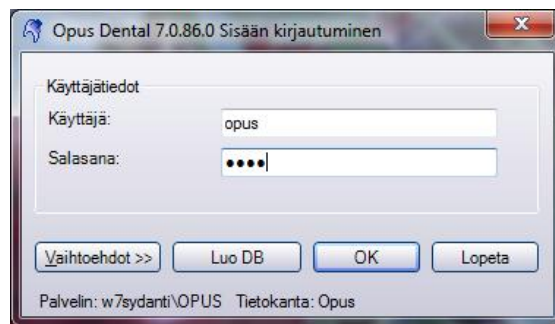 Opus Dental 7.0.86.0 Sisään kirjautuminen
Käyttäjätiedot
Käyttäjä: opus
Salasana: ●●●●
Vaihtoehdot >> Luo DB OK Lopeta
Palvelin: w7sydanti\OPUS Tietokanta: Opus